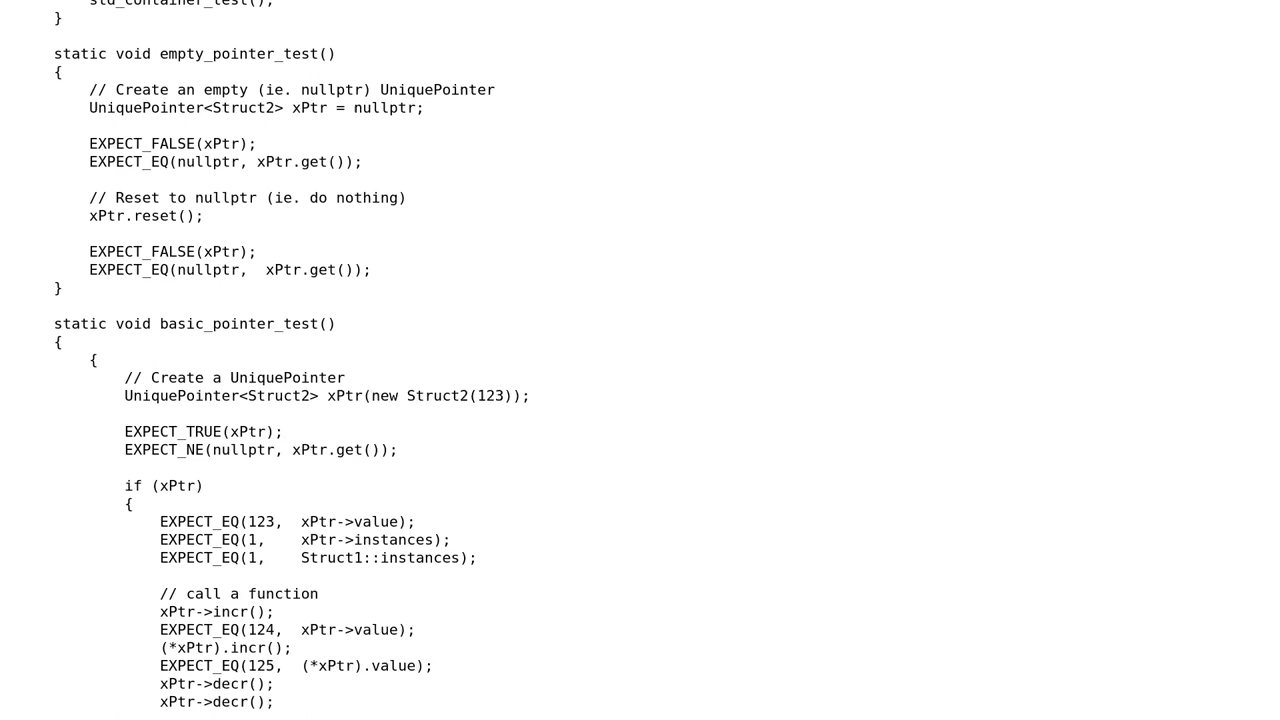 std_container_test();
}
static void empty_pointer_test()
{
// Create an empty (ie. nullptr) UniquePointer
UniquePointer<Struct2> xPtr = nullptr;
EXPECT_FALSE(xPtr);
EXPECT_EQ(nullptr, xPtr.get());
// Reset to nullptr (ie. do nothing)
xPtr.reset();
EXPECT_FALSE(xPtr);
EXPECT_EQ(nullptr,  xPtr.get());
}
static void basic_pointer_test()
{
{
// Create a UniquePointer
UniquePointer<Struct2> xPtr(new Struct2(123));
EXPECT_TRUE(xPtr);
EXPECT_NE(nullptr, xPtr.get());
if (xPtr)
{
EXPECT_EQ(123,  xPtr->value);
EXPECT_EQ(1,    xPtr->instances);
EXPECT_EQ(1,    Struct1::instances);
// call a function
xPtr->incr();
EXPECT_EQ(124,  xPtr->value);
(*xPtr).incr();
EXPECT_EQ(125,  (*xPtr).value);
xPtr->decr();
xPtr->decr();